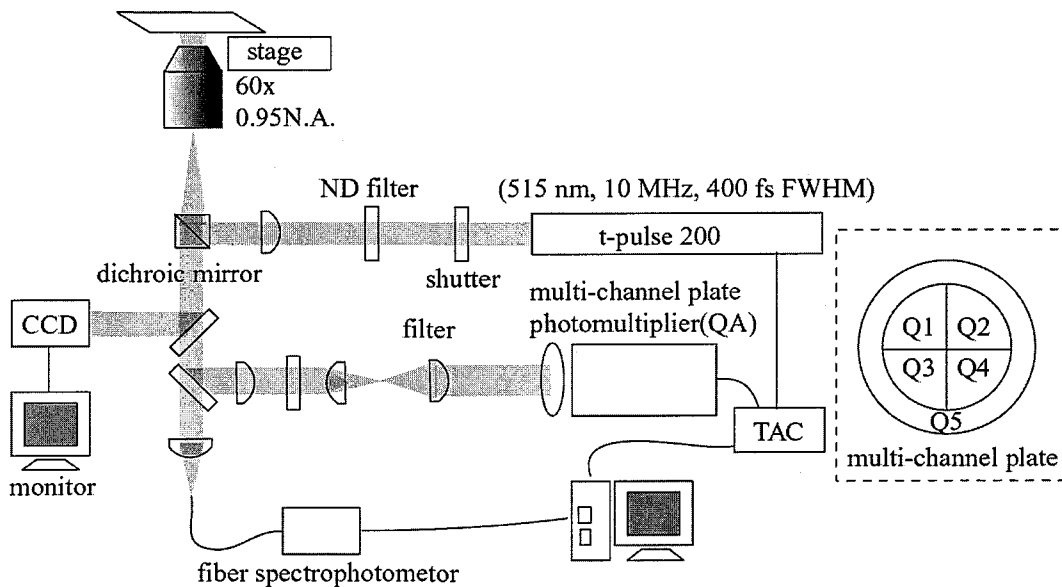 stage
60x
0.95N.A.
ND filter
(515 nm, 10 MHz, 400 fs FWHM)
t-pulse 200
dichroic mirror
shutter
multi-channel plate
photomultiplier(QA)
CCD
filter
Q1
Q2
Q3
Q4
Q5
TAC
multi-channel plate
monitor
fiber spectrophotometor